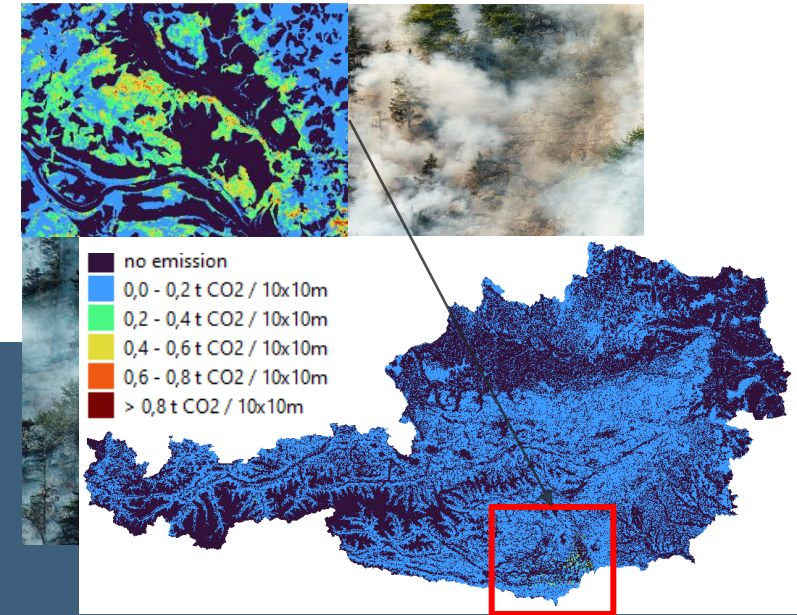 no emission
0,0 - 0,2 t CO2 / 10x10m
0,2 - 0,4 t CO2 / 10x10m
0,4 - 0,6 t CO2 / 10x10m
0,6 - 0,8 t CO2 / 10x10m
> 0,8 t CO2 / 10x10m